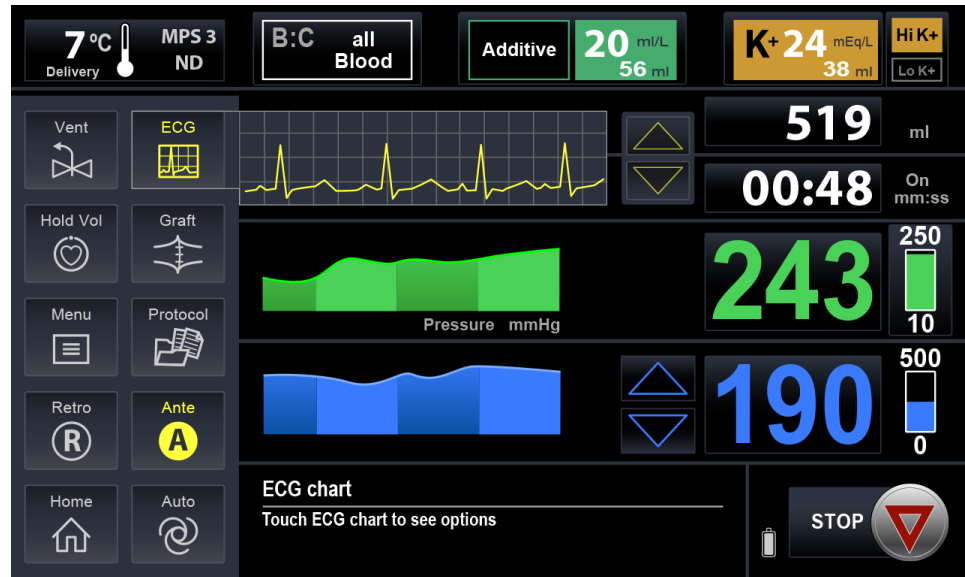 7 °C
Delivery
MPS 3
ND
B:C
all
Blood
Additive
20 ml/L
56 ml
K+ 24 mEq/L
38 ml
Hi K+
Lo K+
Vent
ECG
519 ml
00:48 On
mm:ss
Hold Vol
Graft
243
250
10
Pressure mmHg
Menu
Protocol
190
500
0
Retro
R
Ante
A
Home
Auto
ECG chart
Touch ECG chart to see options
STOP